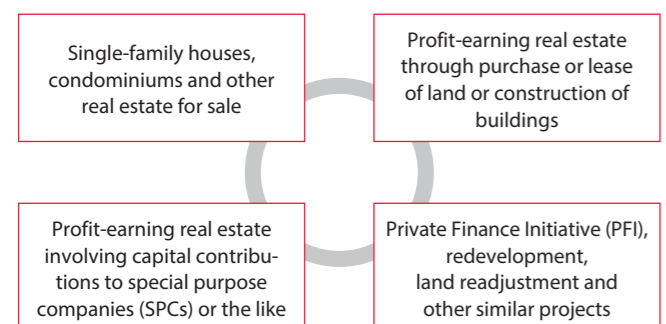 Single-family houses,
condominiums and other
real estate for sale
Profit-earning real estate
through purchase or lease
of land or construction of
buildings
Profit-earning real estate
involving capital contribu-
tions to special purpose
companies (SPCs) or the like
Private Finance Initiative (PFI),
redevelopment,
land readjustment and
other similar projects